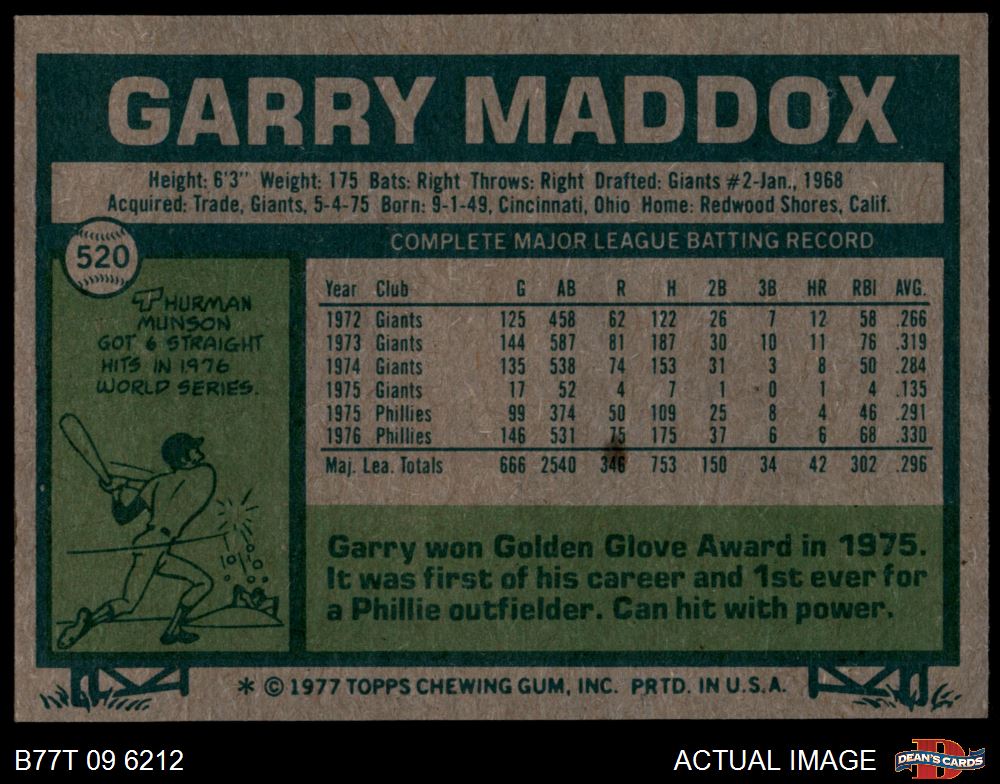 GARRY MADDOX
Height: 6'3" Weight: 175 Bats: Right Throws: Right Drafted: Giants #2-Jan., 1968
Acquired: Trade, Giants, 5-4-75 Born: 9-1-49, Cincinnati, Ohio Home: Redwood Shores, Calif.
520
COMPLETE MAJOR LEAGUE BATTING RECORD
THURMAN
MUNSON
GOT 6 STRAIGHT
HITS IN 1976
WORLD SERIES.
Year Club G AB R H 2B 3B HR RBI AVG.
1972 Giants 125 458 62 122 26 7 12 58 .266
1973 Giants 144 587 81 187 30 10 11 76 .319
1974 Giants 135 538 74 153 31 3 8 50 .284
1975 Giants 17 52 4 7 1 0 1 4 .135
1975 Phillies 99 374 50 109 25 8 4 46 .291
1976 Phillies 146 531 75 175 37 6 6 68 .330
Maj. Lea. Totals 666 2540 346 753 150 34 42 302 .296
Garry won Golden Glove Award in 1975.
It was first of his career and 1st ever for
a Phillie outfielder. Can hit with power.
* © 1977 TOPPS CHEWING GUM, INC. PRTD. IN U.S.A.
B77T 09 6212
ACTUAL IMAGE
D
DEAN'S CARDS